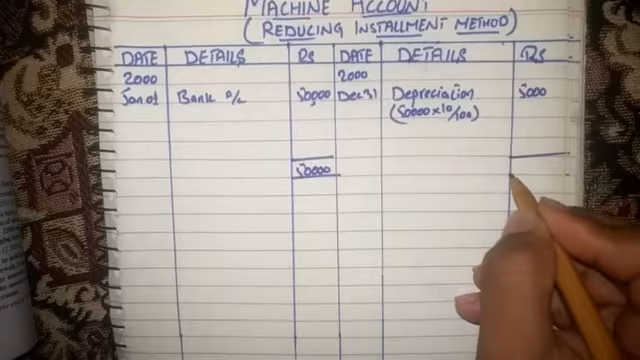 MACHINE ACCOUNT
(REDUCING INSTALLMENT METHOD)
DATE DETAILS Rs DATE DETAILS Rs
2000 2000
Jan 01 Bank a/c 50000 Dec 31 Depreciation 5000
(50000×10/100)
50000